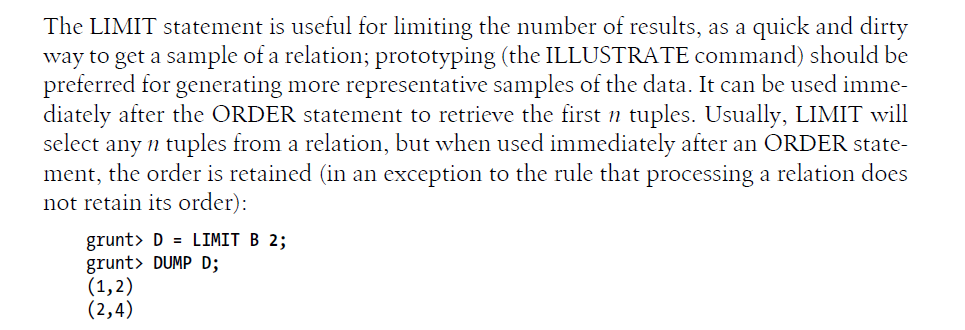 The LIMIT statement is useful for limiting the number of results, as a quick and dirty
way to get a sample of a relation; prototyping (the ILLUSTRATE command) should be
preferred for generating more representative samples of the data. It can be used imme-
diately after the ORDER statement to retrieve the first n tuples. Usually, LIMIT will
select any n tuples from a relation, but when used immediately after an ORDER state-
ment, the order is retained (in an exception to the rule that processing a relation does
not retain its order):
grunt> D = LIMIT B 2;
grunt> DUMP D;
(1,2)
(2,4)